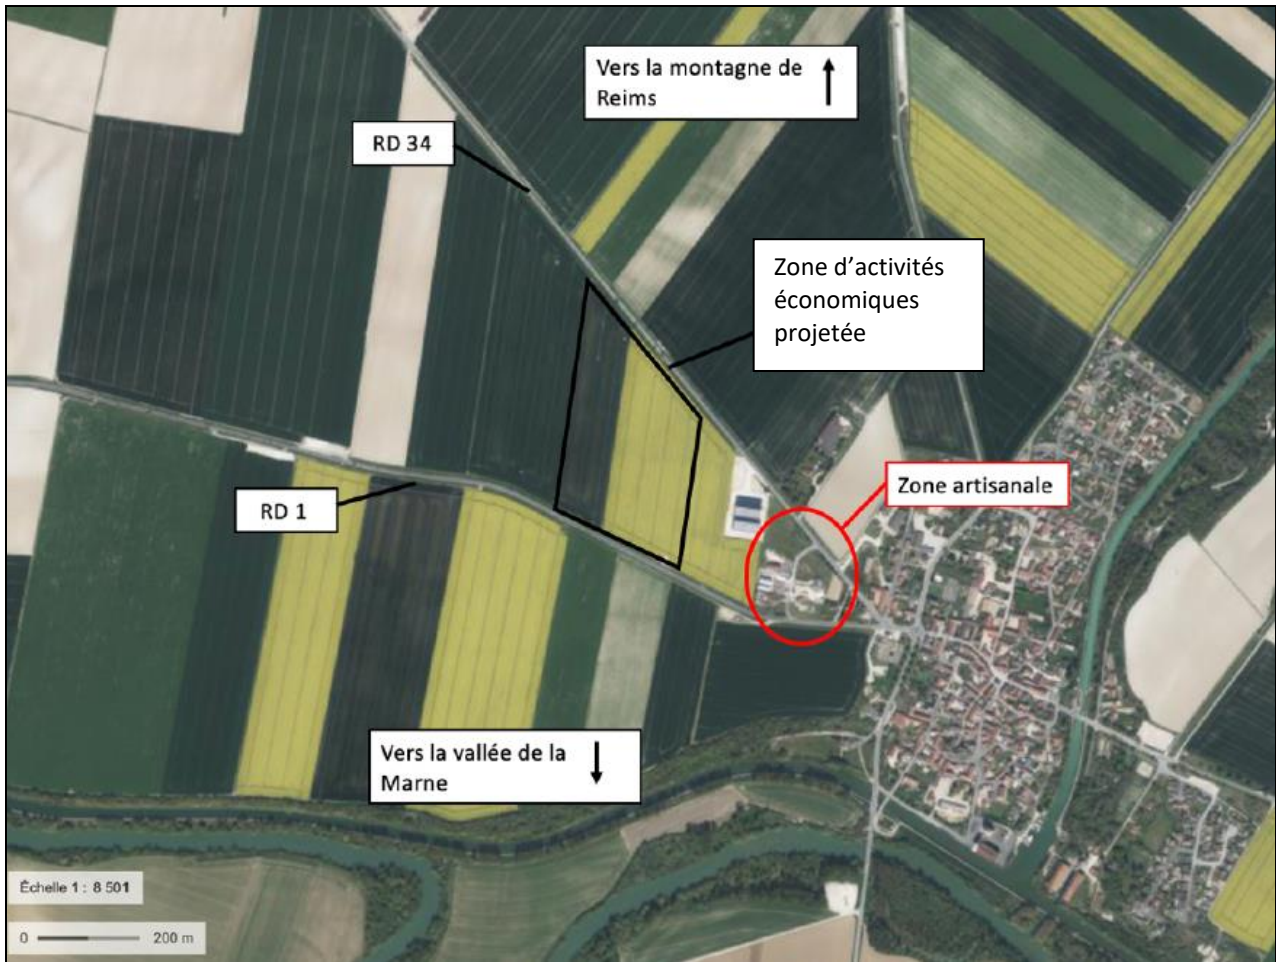 Vers la montagne de
Reims
RD 34
Zone d’activités
économiques
projetée
Zone artisanale
RD 1
Vers la vallée de la
Marne
Échelle 1 : 8 501
0 200 m